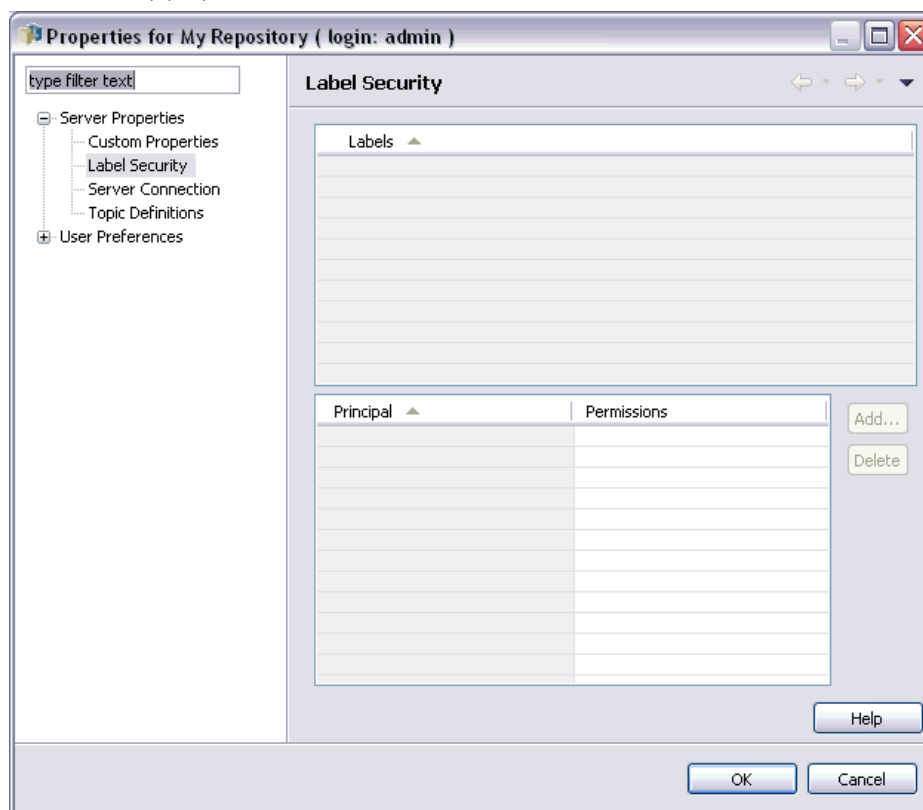 Properties for My Repository ( login: admin )
type filter text
Label Security
Server Properties
Custom Properties
Label Security
Server Connection
Topic Definitions
User Preferences
Labels
Principal Permissions
Add...
Delete
Help
OK Cancel